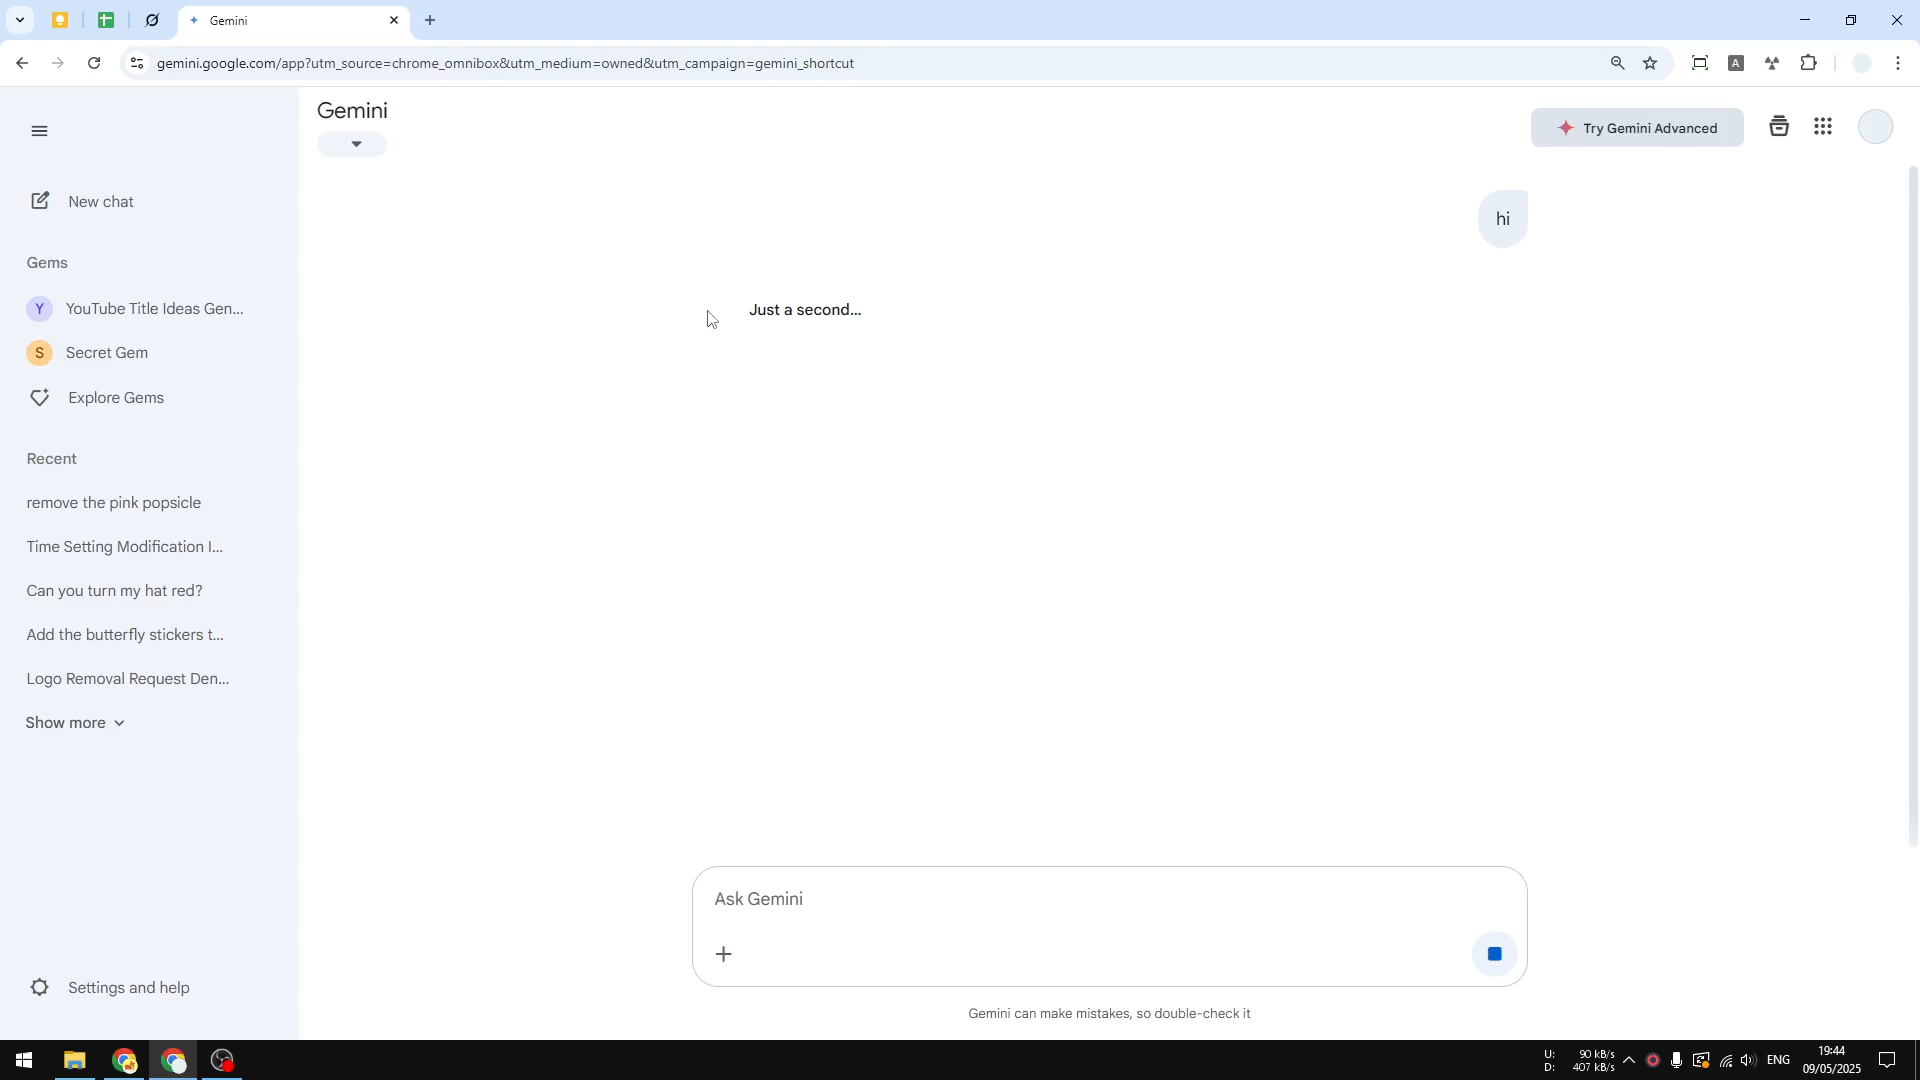 Gemini
gemini.google.com/app?utm_source=chrome_omnibox&utm_medium=owned&utm_campaign=gemini_shortcut
A
Gemini
Try Gemini Advanced
New chat
hi
Gems
Y YouTube Title Ideas Gen...
Just a second...
S Secret Gem
Explore Gems
Recent
remove the pink popsicle
Time Setting Modification I...
Can you turn my hat red?
Add the butterfly stickers t...
Logo Removal Request Den...
Show more
Ask Gemini
Settings and help
Gemini can make mistakes, so double-check it
U: 90 kB/s
D: 407 kB/s
ENG
19:44
09/05/2025